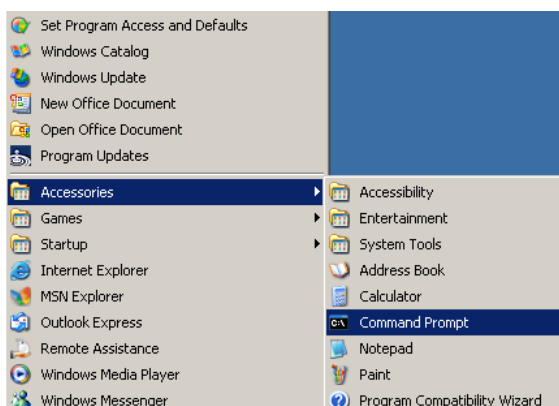 Set Program Access and Defaults
Windows Catalog
Windows Update
New Office Document
Open Office Document
Program Updates
Accessories
Games
Startup
Internet Explorer
MSN Explorer
Outlook Express
Remote Assistance
Windows Media Player
Windows Messenger
Accessibility
Entertainment
System Tools
Address Book
Calculator
C:\
Command Prompt
Notepad
Paint
Program Compatibility Wizard